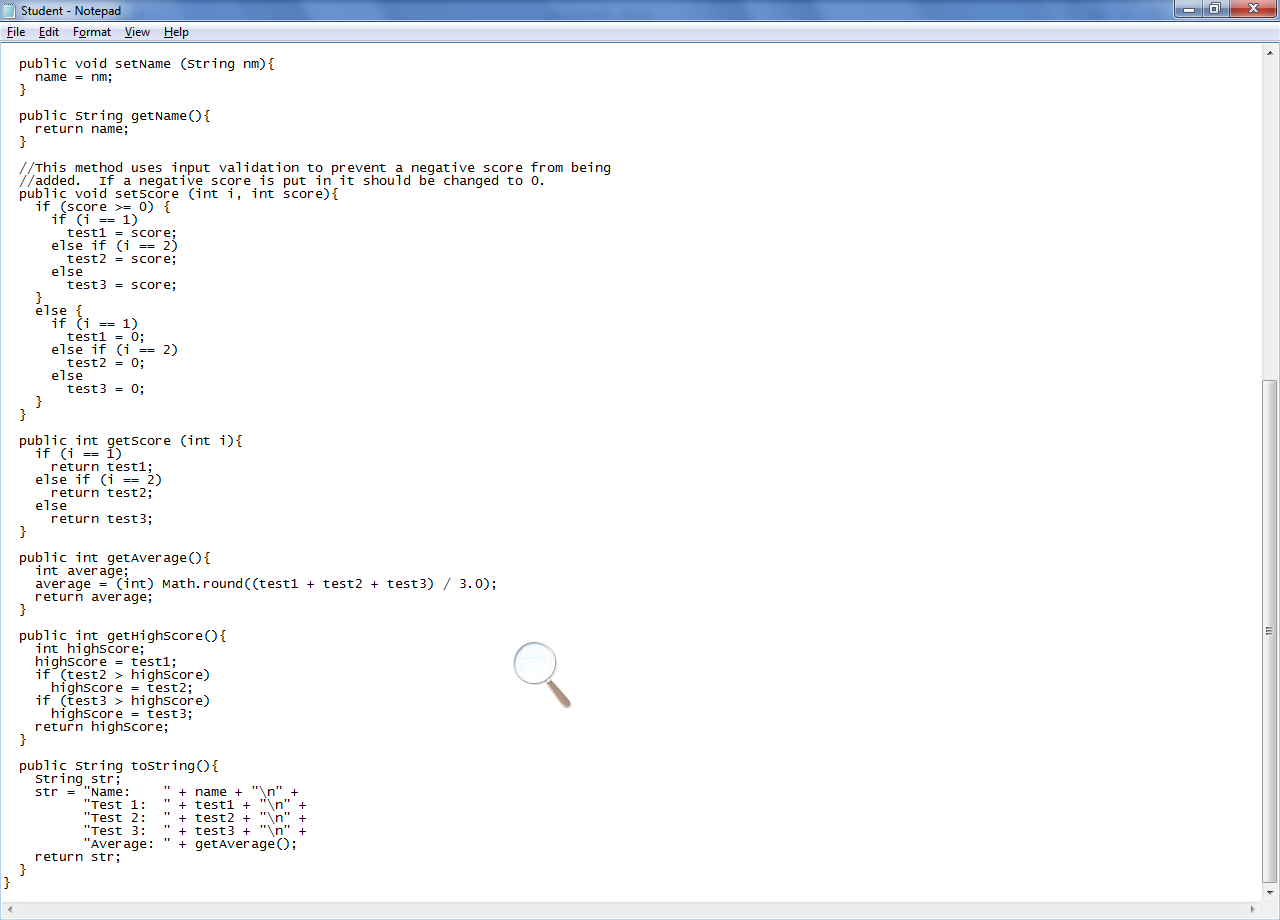 Student - Notepad
File Edit Format View Help
  public void setName (String nm){
    name = nm;
  }

  public String getName(){
    return name;
  }

  //This method uses input validation to prevent a negative score from being
  //added.  If a negative score is put in it should be changed to 0.
  public void setScore (int i, int score){
    if (score >= 0) {
      if (i == 1)
        test1 = score;
      else if (i == 2)
        test2 = score;
      else
        test3 = score;
    }
    else {
      if (i == 1)
        test1 = 0;
      else if (i == 2)
        test2 = 0;
      else
        test3 = 0;
    }
  }

  public int getScore (int i){
    if (i == 1)
      return test1;
    else if (i == 2)
      return test2;
    else
      return test3;
  }

  public int getAverage(){
    int average;
    average = (int) Math.round((test1 + test2 + test3) / 3.0);
    return average;
  }

  public int getHighScore(){
    int highScore;
    highScore = test1;
    if (test2 > highScore)
      highScore = test2;
    if (test3 > highScore)
      highScore = test3;
    return highScore;
  }

  public String toString(){
    String str;
    str = "Name:    " + name + "\n" +
          "Test 1:  " + test1 + "\n" +
          "Test 2:  " + test2 + "\n" +
          "Test 3:  " + test3 + "\n" +
          "Average: " + getAverage();
    return str;
  }
}